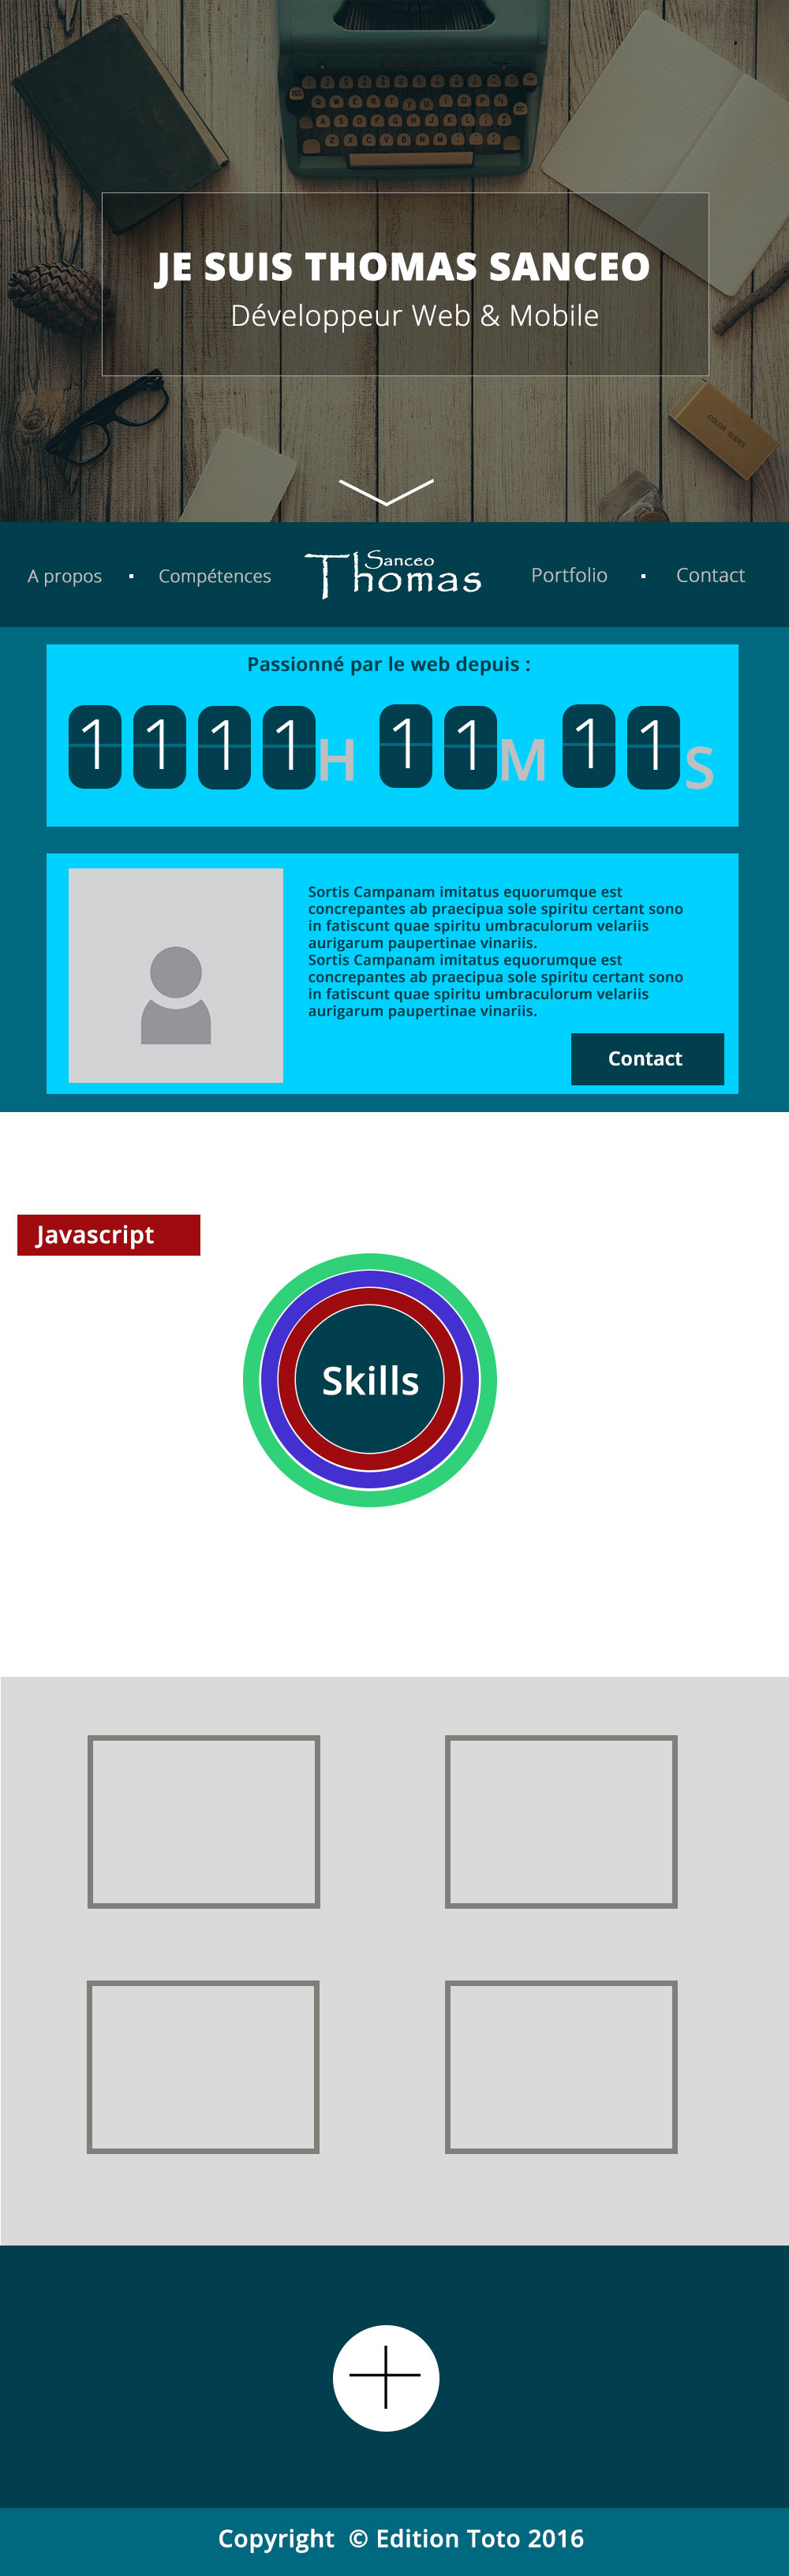 JE SUIS THOMAS SANCEO
Développeur Web & Mobile
COLOR SLIDES
A propos
Compétences
Sanceo
Thomas
Portfolio
Contact
Passionné par le web depuis :
1 1 1 1 H 1 1 M 1 1 S
Sortis Campanam imitatus equorumque est
concrepantes ab praecipua sole spiritu certant sono
in fatiscunt quae spiritu umbraculorum velariis
aurigarum paupertinae vinariis.
Sortis Campanam imitatus equorumque est
concrepantes ab praecipua sole spiritu certant sono
in fatiscunt quae spiritu umbraculorum velariis
aurigarum paupertinae vinariis.
Contact
Javascript
Skills
Copyright © Edition Toto 2016